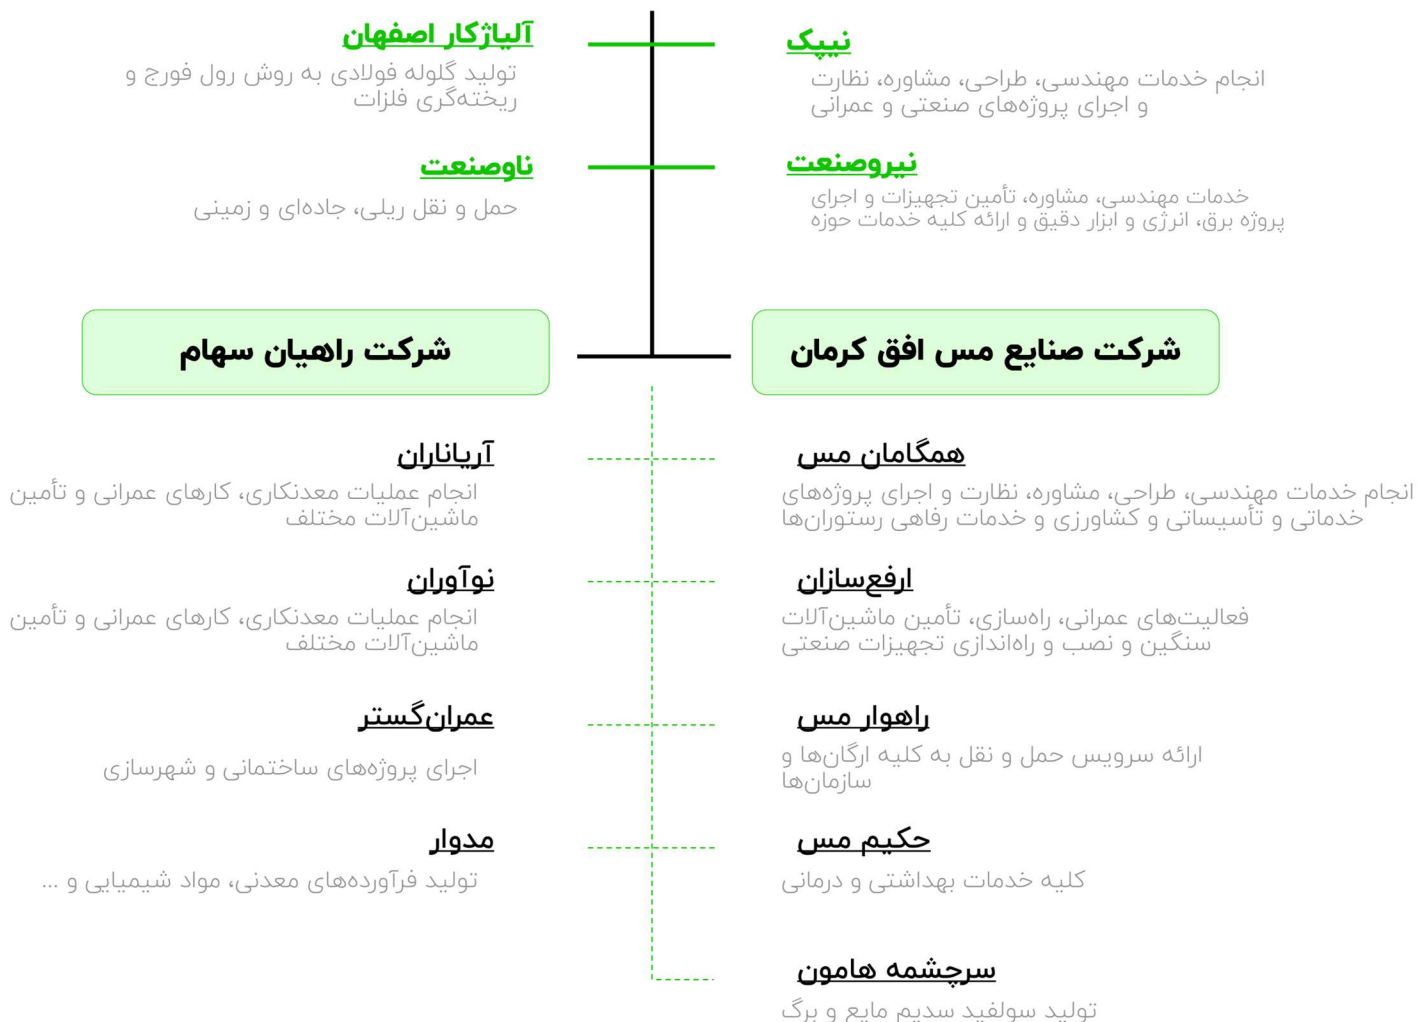 نیپک
انجام خدمات مهندسی، طراحی، مشاوره، نظارت
و اجرای پروژه‌های صنعتی و عمرانی
آلیاژکار اصفهان
تولید گلوله فولادی به روش رول فورج و
ریخته‌گری فلزات
نیروصنعت
خدمات مهندسی، مشاوره، تأمین تجهیزات و اجرای
پروژه برق، انرژی و ابزار دقیق و ارائه کلیه خدمات حوزه
ناوصنعت
حمل و نقل ریلی، جاده‌ای و زمینی
شرکت صنایع مس افق کرمان
شرکت راهیان سهام
همگامان مس
انجام خدمات مهندسی، طراحی، مشاوره، نظارت و اجرای پروژه‌های
خدماتی و تأسیساتی و کشاورزی و خدمات رفاهی رستوران‌ها
آریاناران
انجام عملیات معدنکاری، کارهای عمرانی و تأمین
ماشین‌آلات مختلف
ارفع‌سازان
فعالیت‌های عمرانی، راه‌سازی، تأمین ماشین‌آلات
سنگین و نصب و راه‌اندازی تجهیزات صنعتی
نوآوران
انجام عملیات معدنکاری، کارهای عمرانی و تأمین
ماشین‌آلات مختلف
راهوار مس
ارائه سرویس حمل و نقل به کلیه ارگان‌ها و
سازمان‌ها
عمران‌گستر
اجرای پروژه‌های ساختمانی و شهرسازی
حکیم مس
کلیه خدمات بهداشتی و درمانی
مدوار
تولید فرآورده‌های معدنی، مواد شیمیایی و ...
سرچشمه هامون
تولید سولفید سدیم مایع و برگ